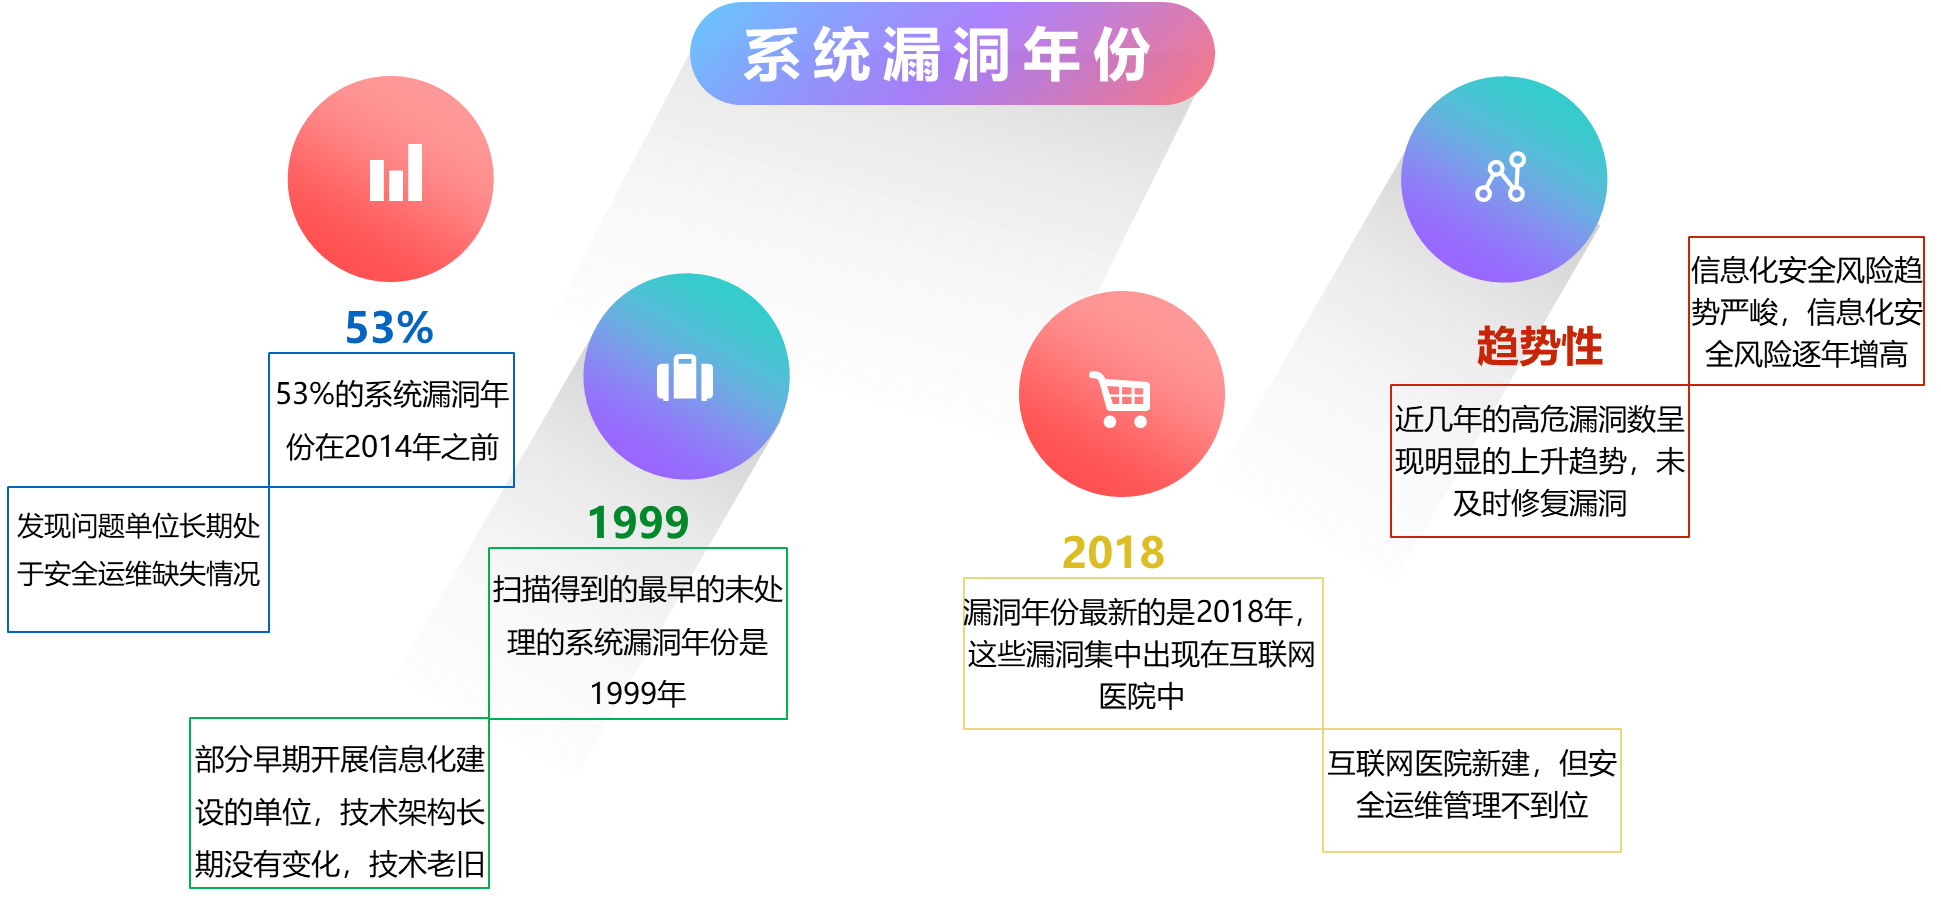 系统漏洞年份
53%
53%的系统漏洞年
份在2014年之前
发现问题单位长期处
于安全运维缺失情况
1999
扫描得到的最早的未处
理的系统漏洞年份是
1999年
部分早期开展信息化建
设的单位，技术架构长
期没有变化，技术老旧
2018
漏洞年份最新的是2018年，
这些漏洞集中出现在互联网
医院中
互联网医院新建，但安
全运维管理不到位
趋势性
近几年的高危漏洞数呈
现明显的上升趋势，未
及时修复漏洞
信息化安全风险趋
势严峻，信息化安
全风险逐年增高